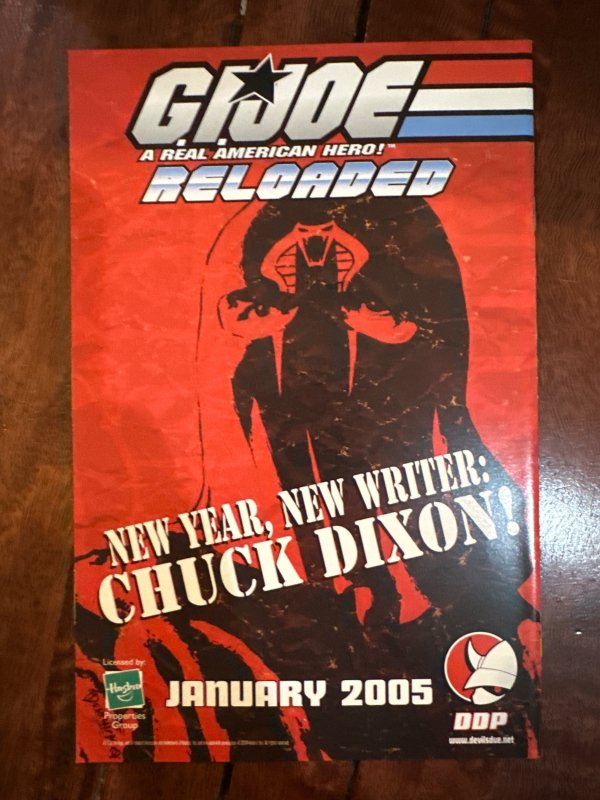 G.I. JOE
A REAL AMERICAN HERO!™
RELOADED
NEW YEAR, NEW WRITER:
CHUCK DIXON!
Licensed by:
Hasbro
Properties
Group
JANUARY 2005
DDP
www.devilsdue.net